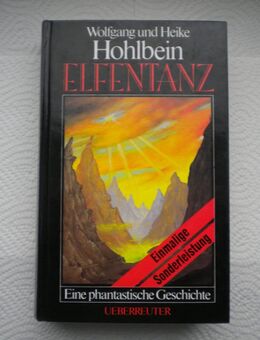 Wolfgang und Heike
Hohlbein
ELFENTANZ
Einmalige
Sonderleistung
Eine phantastische Geschichte
UEBERREUTER